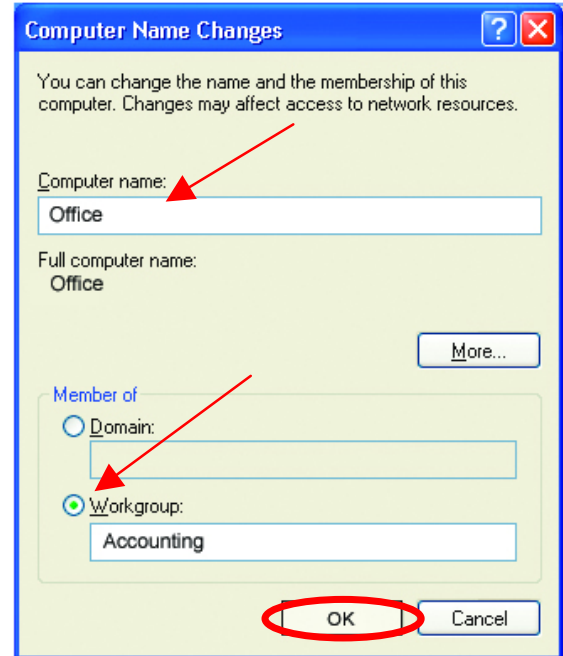 Computer Name Changes
You can change the name and the membership of this
computer. Changes may affect access to network resources.
Computer name:
Office
Full computer name:
Office
More...
Member of
Domain:
Workgroup:
Accounting
OK Cancel